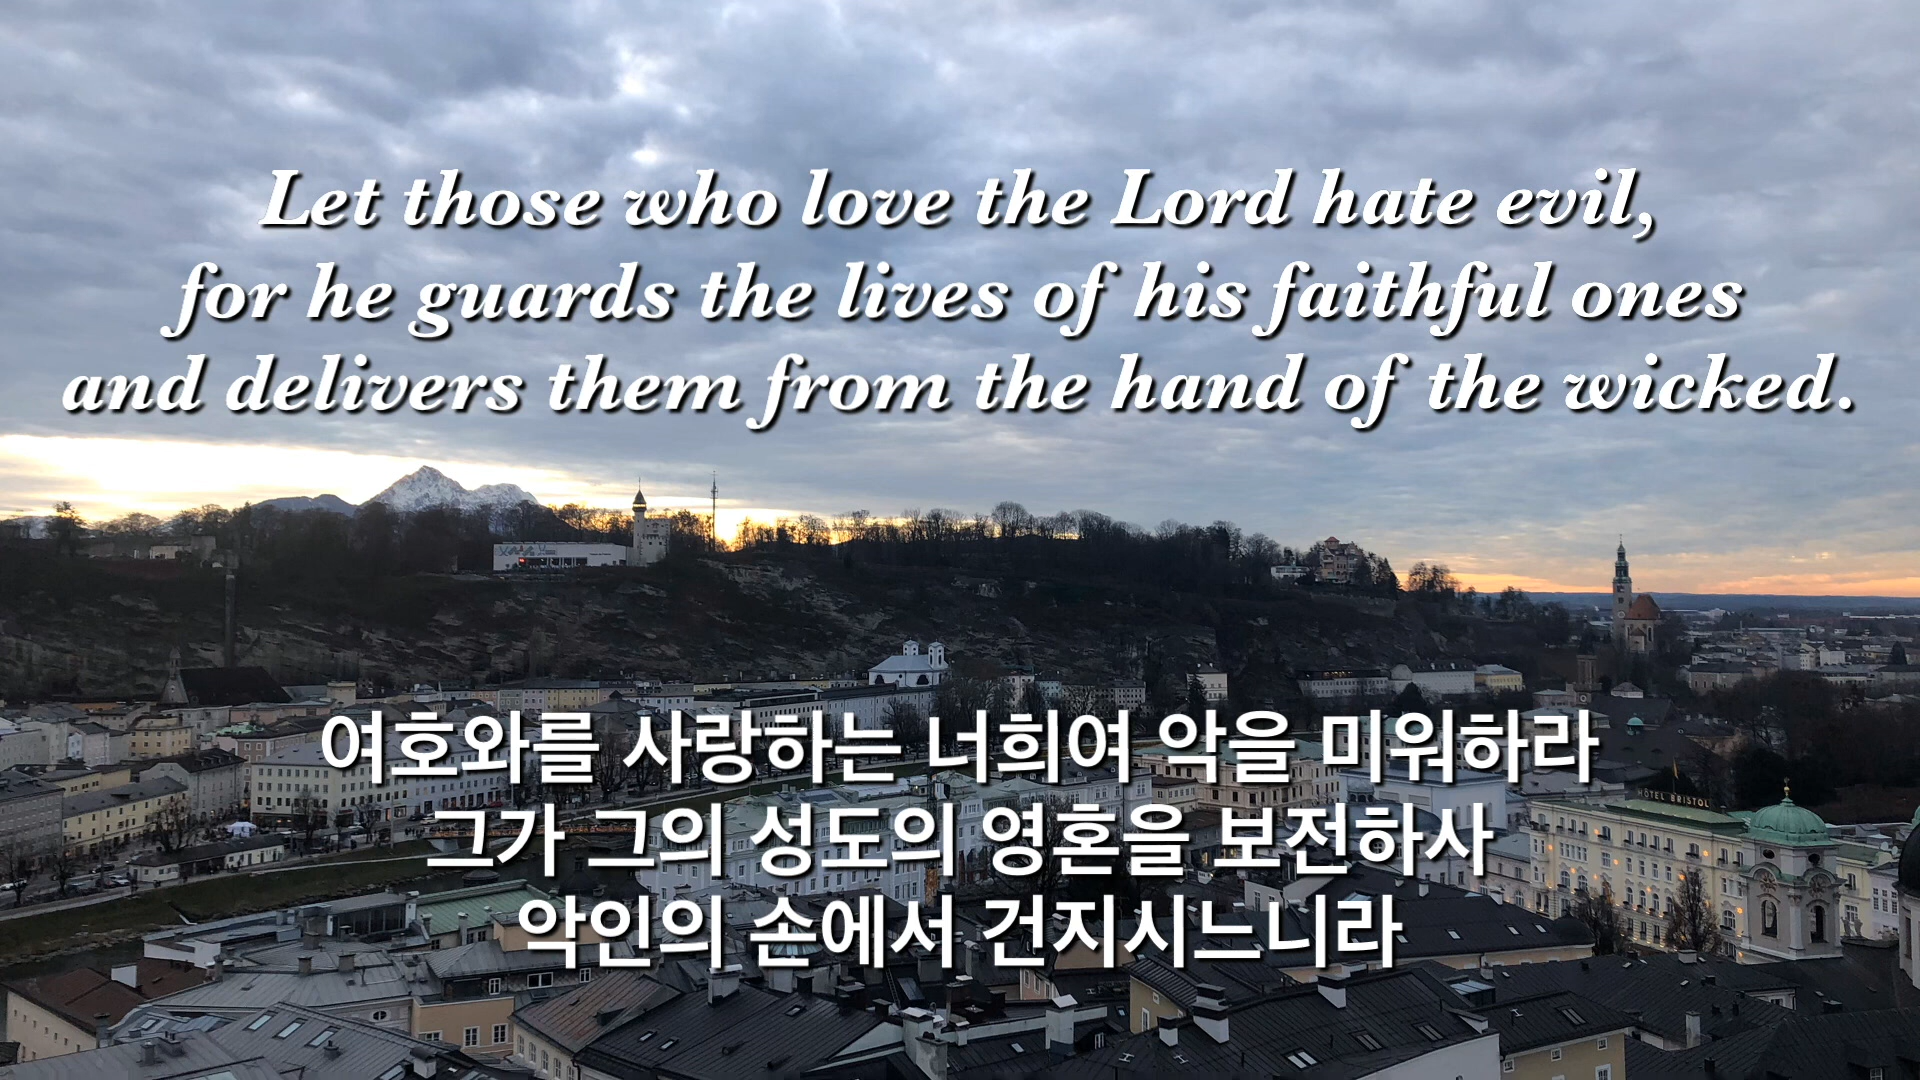 Let those who love the Lord hate evil,
for he guards the lives of his faithful ones
and delivers them from the hand of the wicked.
여호와를 사랑하는 너희여 악을 미워하라
그가 그의 성도의 영혼을 보전하사
악인의 손에서 건지시느니라
HOTEL BRISTOL